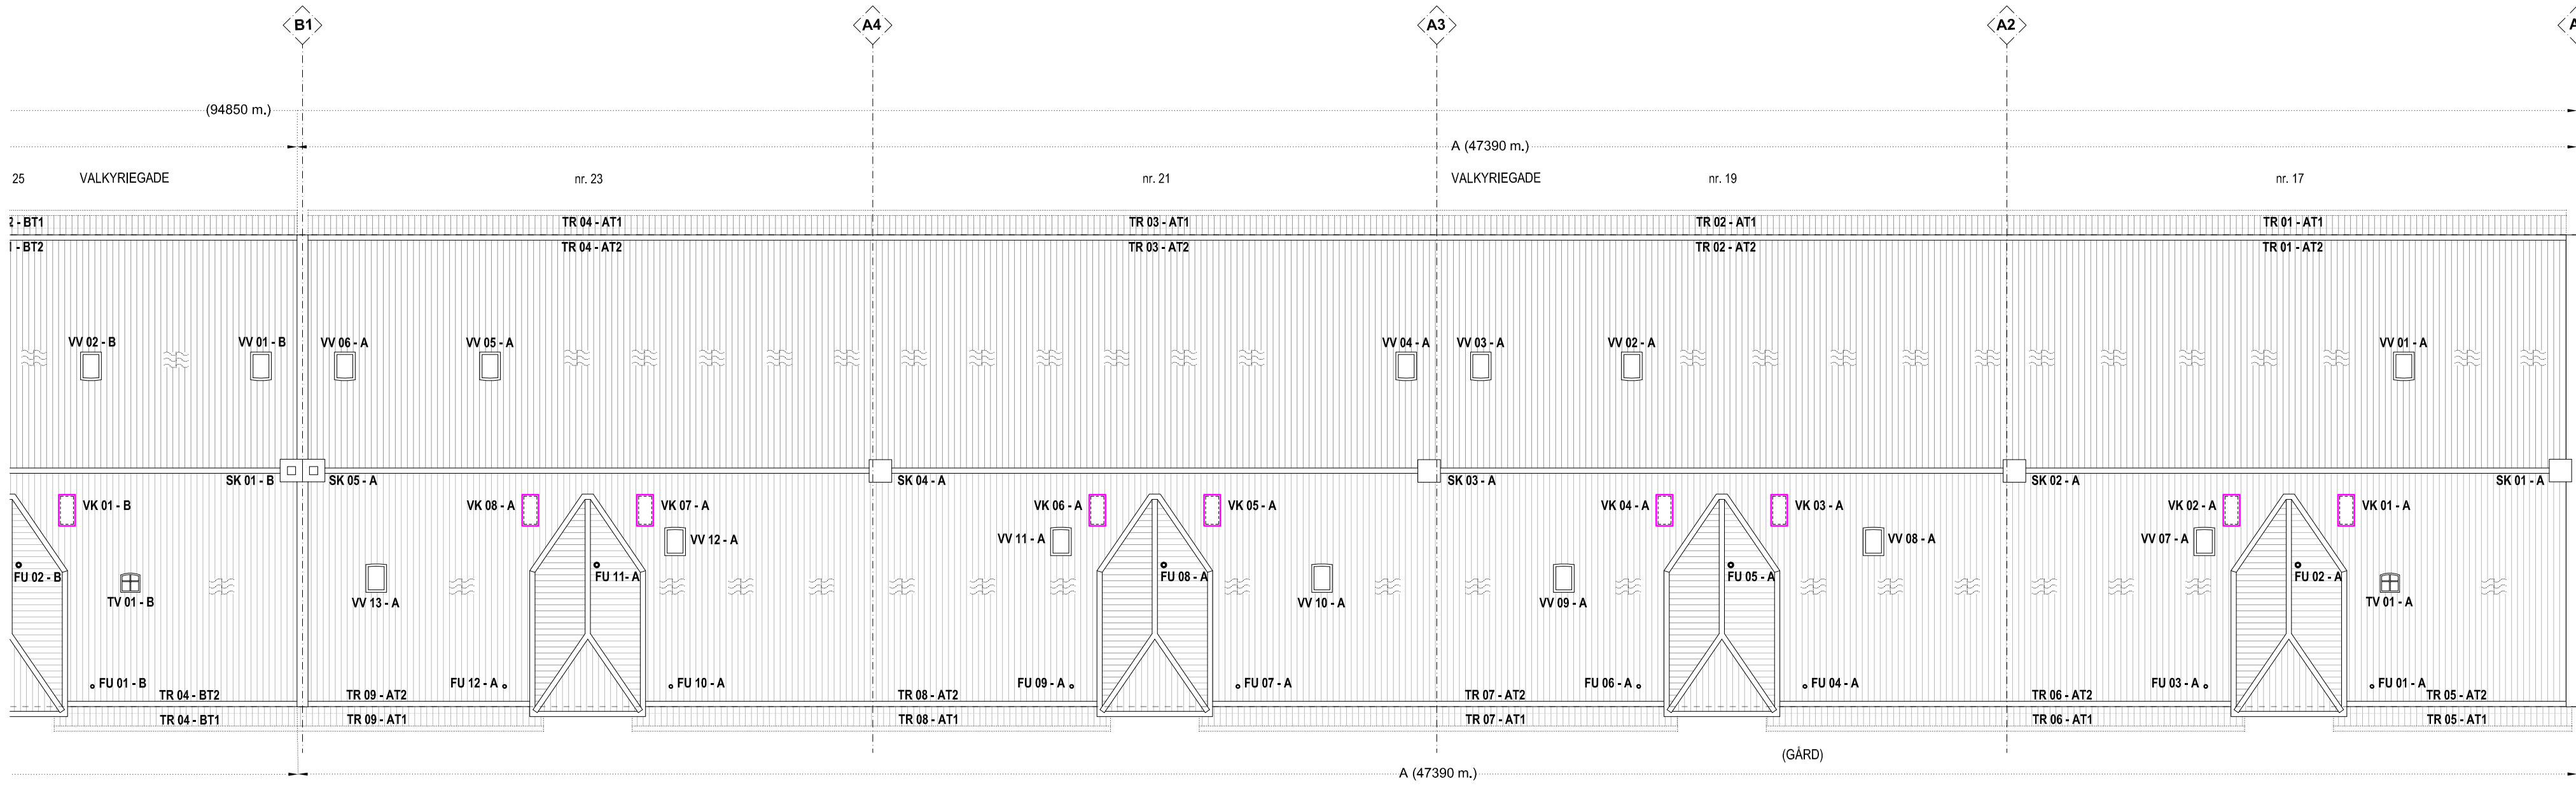 B1 A4 A3 A2 A
(94850 m.)
A (47390 m.)
25 VALKYRIEGADE nr. 23 nr. 21 VALKYRIEGADE nr. 19 nr. 17
2 - BT1 TR 04 - AT1 TR 03 - AT1 TR 02 - AT1 TR 01 - AT1
- BT2 TR 04 - AT2 TR 03 - AT2 TR 02 - AT2 TR 01 - AT2
VV 02 - B VV 01 - B VV 06 - A VV 05 - A VV 04 - A VV 03 - A VV 02 - A VV 01 - A
SK 01 - B SK 05 - A SK 04 - A SK 03 - A SK 02 - A SK 01 - A
VK 01 - B VK 08 - A VK 07 - A VK 06 - A VK 05 - A VK 04 - A VK 03 - A VK 02 - A VK 01 - A
VV 12 - A VV 11 - A VV 08 - A VV 07 - A
FU 02 - B FU 11- A FU 08 - A FU 05 - A FU 02 - A
TV 01 - B VV 13 - A VV 10 - A VV 09 - A TV 01 - A
FU 01 - B FU 12 - A FU 10 - A FU 09 - A FU 07 - A FU 06 - A FU 04 - A FU 03 - A FU 01 - A
TR 04 - BT2 TR 09 - AT2 TR 08 - AT2 TR 07 - AT2 TR 06 - AT2 TR 05 - AT2
TR 04 - BT1 TR 09 - AT1 TR 08 - AT1 TR 07 - AT1 TR 06 - AT1 TR 05 - AT1
(GÅRD)
A (47390 m.)